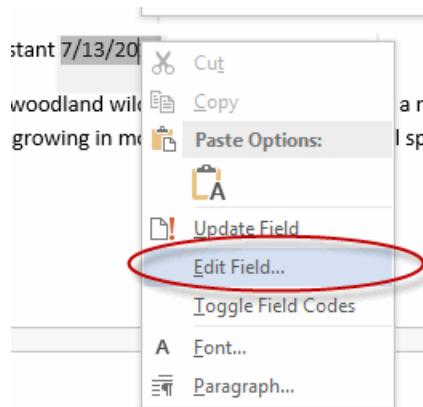 stant 7/13/20
Cut
woodland Copy a
growing in Paste Options:
A
Update Field
Edit Field...
Toggle Field Codes
A Font...
Paragraph...